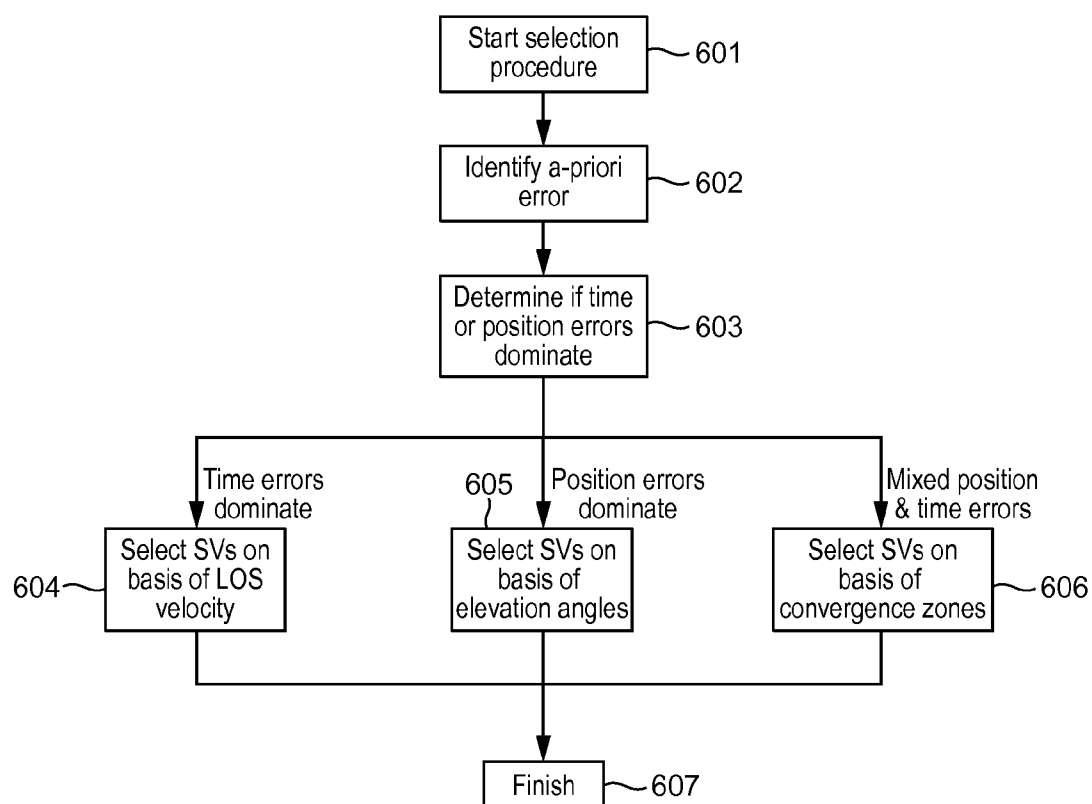 Start selection
procedure
601
Identify a-priori
error
602
Determine if time
or position errors
dominate
603
Time errors
dominate
605
Position errors
dominate
Mixed position
& time errors
604
Select SVs on
basis of LOS
velocity
Select SVs on
basis of
elevation angles
Select SVs on
basis of
convergence zones
606
Finish
607